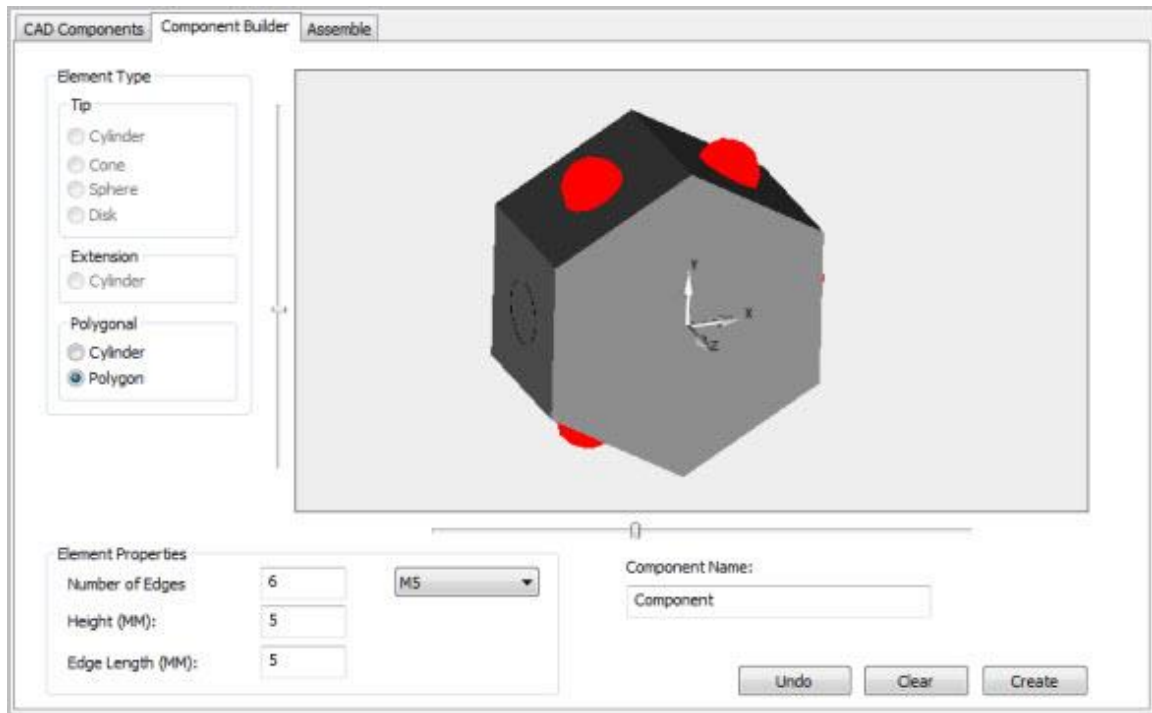 CAD Components Component Builder Assemble
Element Type
Tip
Cylinder
Cone
Sphere
Disk
Extension
Cylinder
Polygonal
Cylinder
Polygon
Y
X
Z
Element Properties
Number of Edges 6 M5
Height (MM): 5
Edge Length (MM): 5
Component Name:
Component
Undo Clear Create